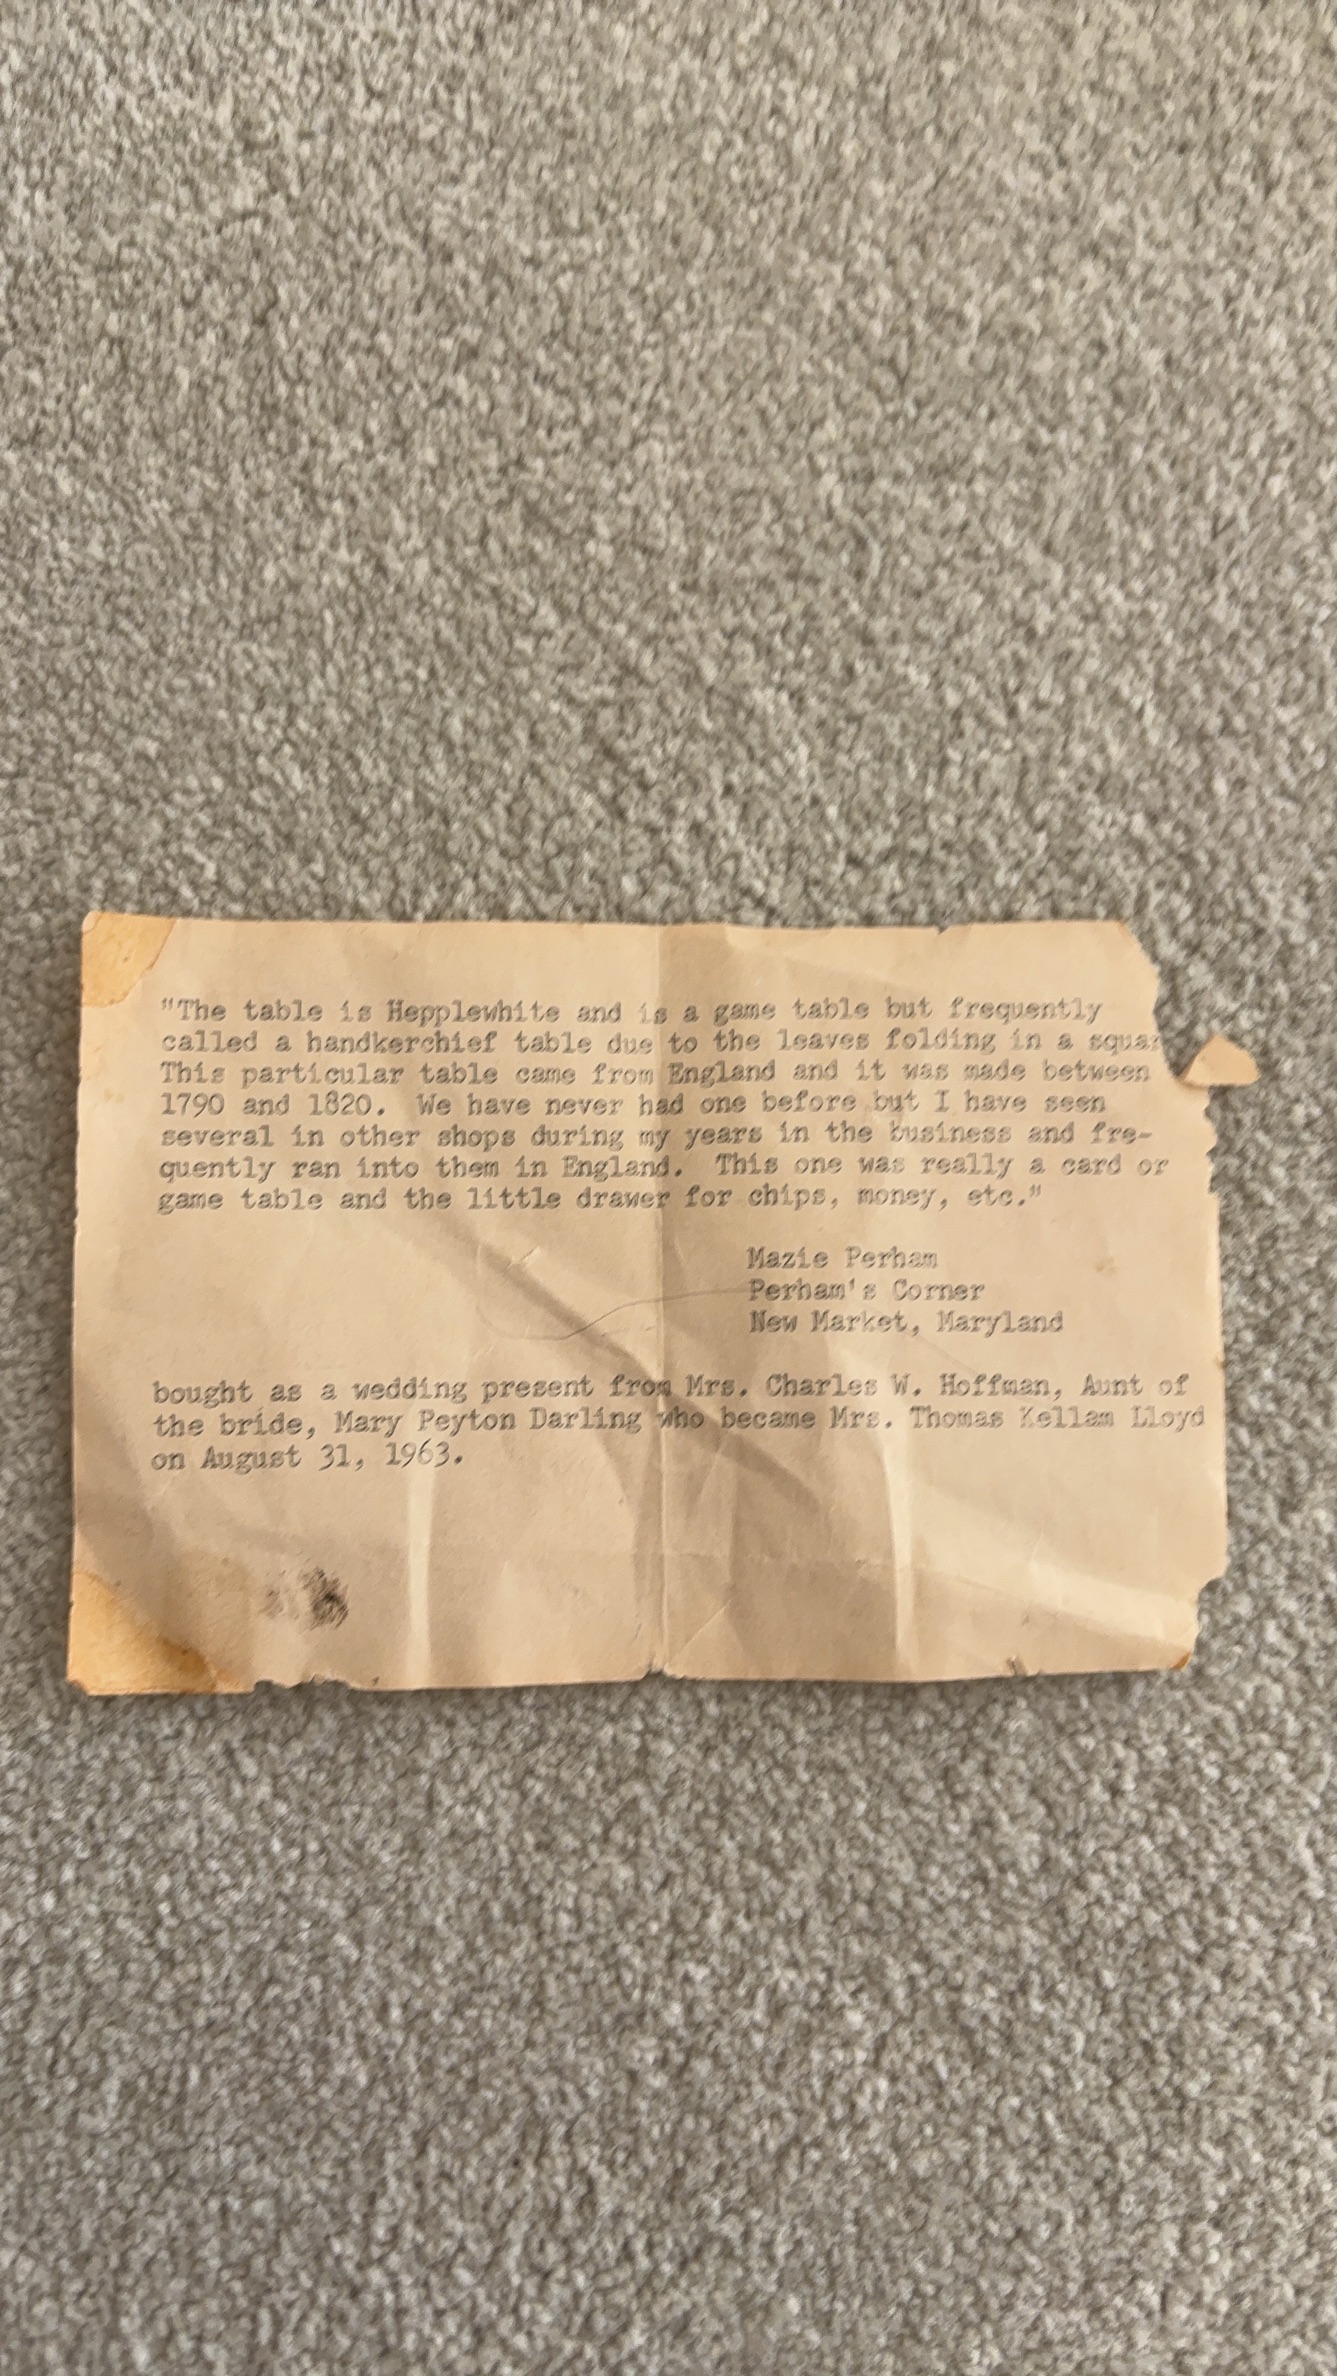 "The table is Hepplewhite and is a game table but frequently
called a handkerchief table due to the leaves folding in a squar
This particular table came from England and it was made between
1790 and 1820. We have never had one before but I have seen
several in other shops during my years in the business and fre-
quently ran into them in England. This one was really a card or
game table and the little drawer for chips, money, etc."
Mazie Perham
Perham's Corner
New Market, Maryland
bought as a wedding present from Mrs. Charles W. Hoffman, Aunt of
the bride, Mary Peyton Darling who became Mrs. Thomas Kellam Lloyd
on August 31, 1963.